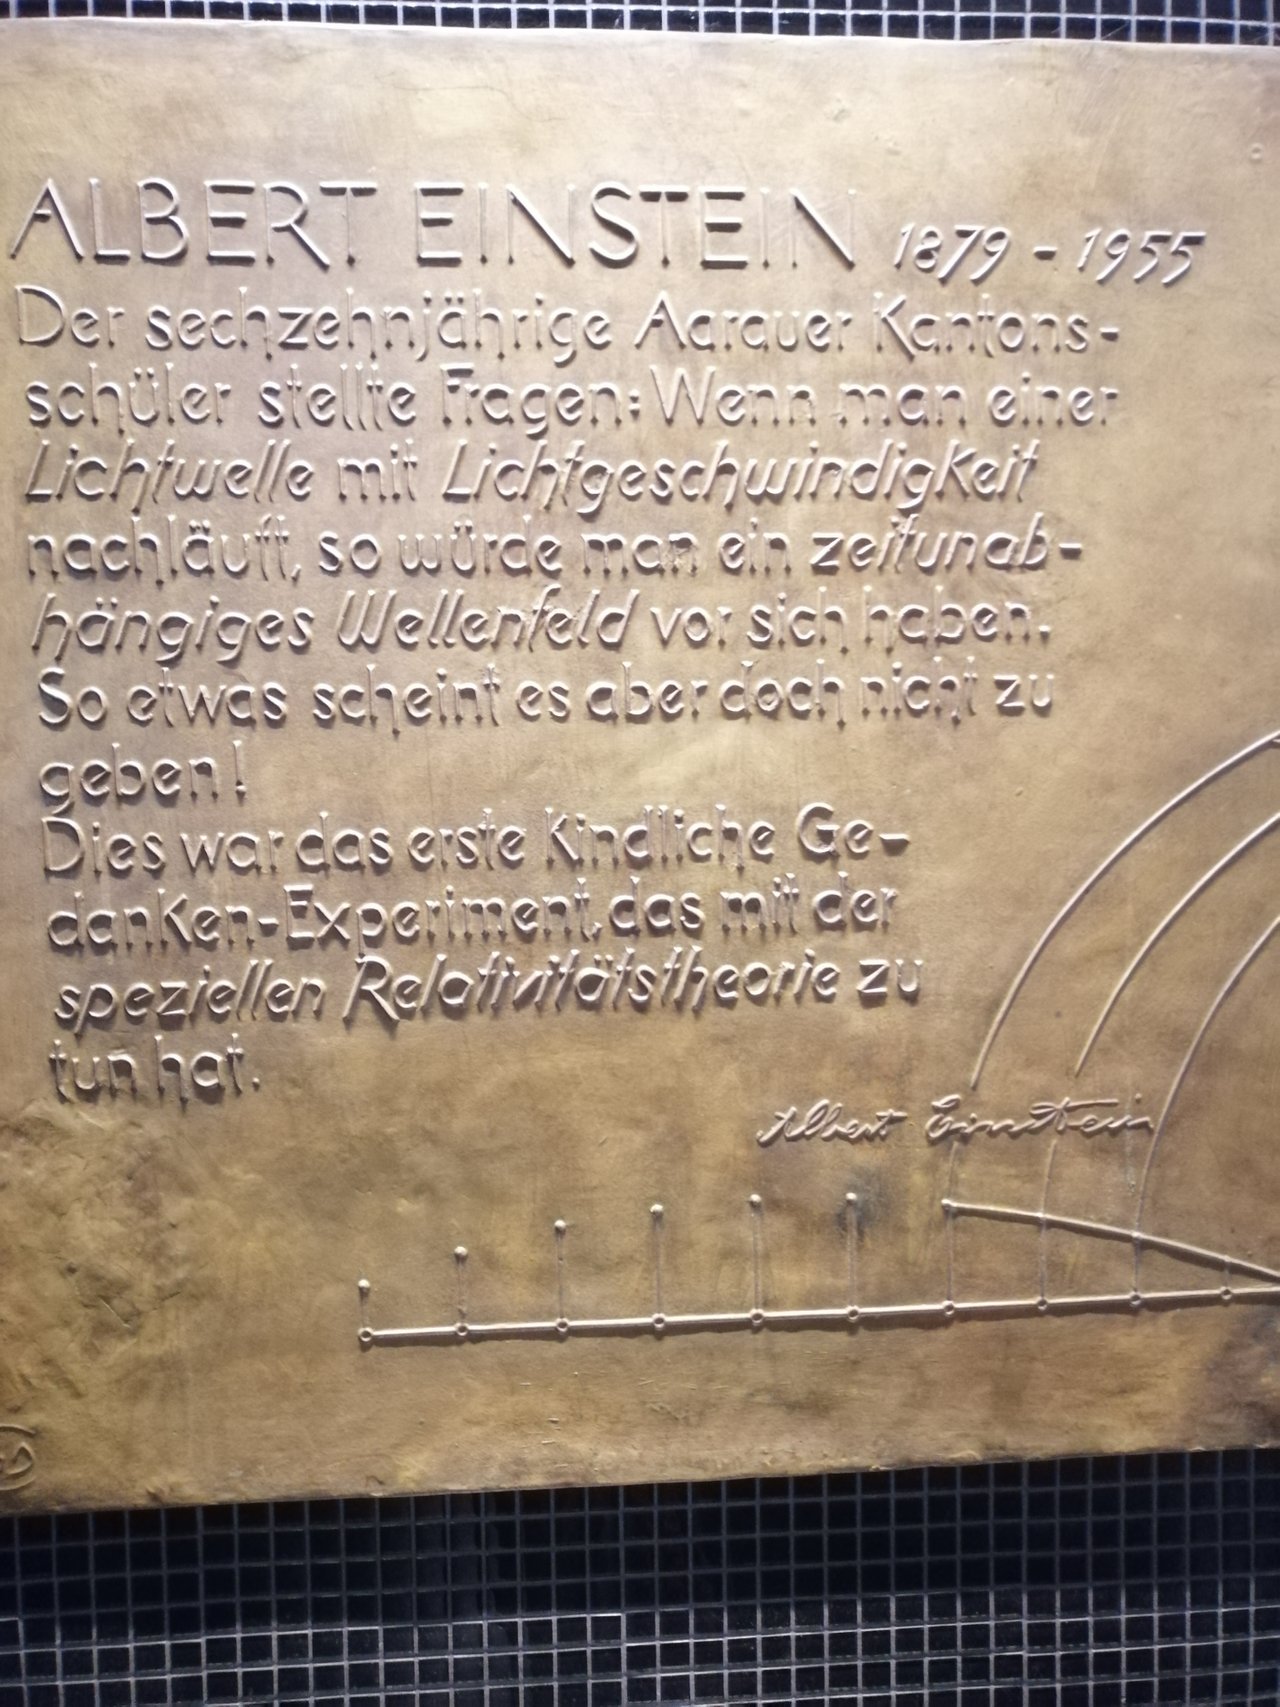 ALBERT EINSTEIN 1879 - 1955
Der sechzehnjährige Aarauer Kantons-
schüler stellte Fragen: Wenn man einer
Lichtwelle mit Lichtgeschwindigkeit
nachläuft, so würde man ein zeitunab-
hängiges Wellenfeld vor sich haben.
So etwas scheint es aber doch nicht zu
geben!
Dies war das erste kindliche Ge-
danken-Experiment, das mit der
speziellen Relativitätstheorie zu
tun hat.
Albert Einstein